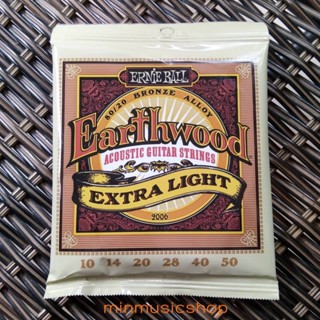 ERNIE BALL
80/20 BRONZE ALLOY
Earthwood
ACOUSTIC GUITAR STRINGS
EXTRA LIGHT
2006
10 14 20 28 40 50
minmusicshop